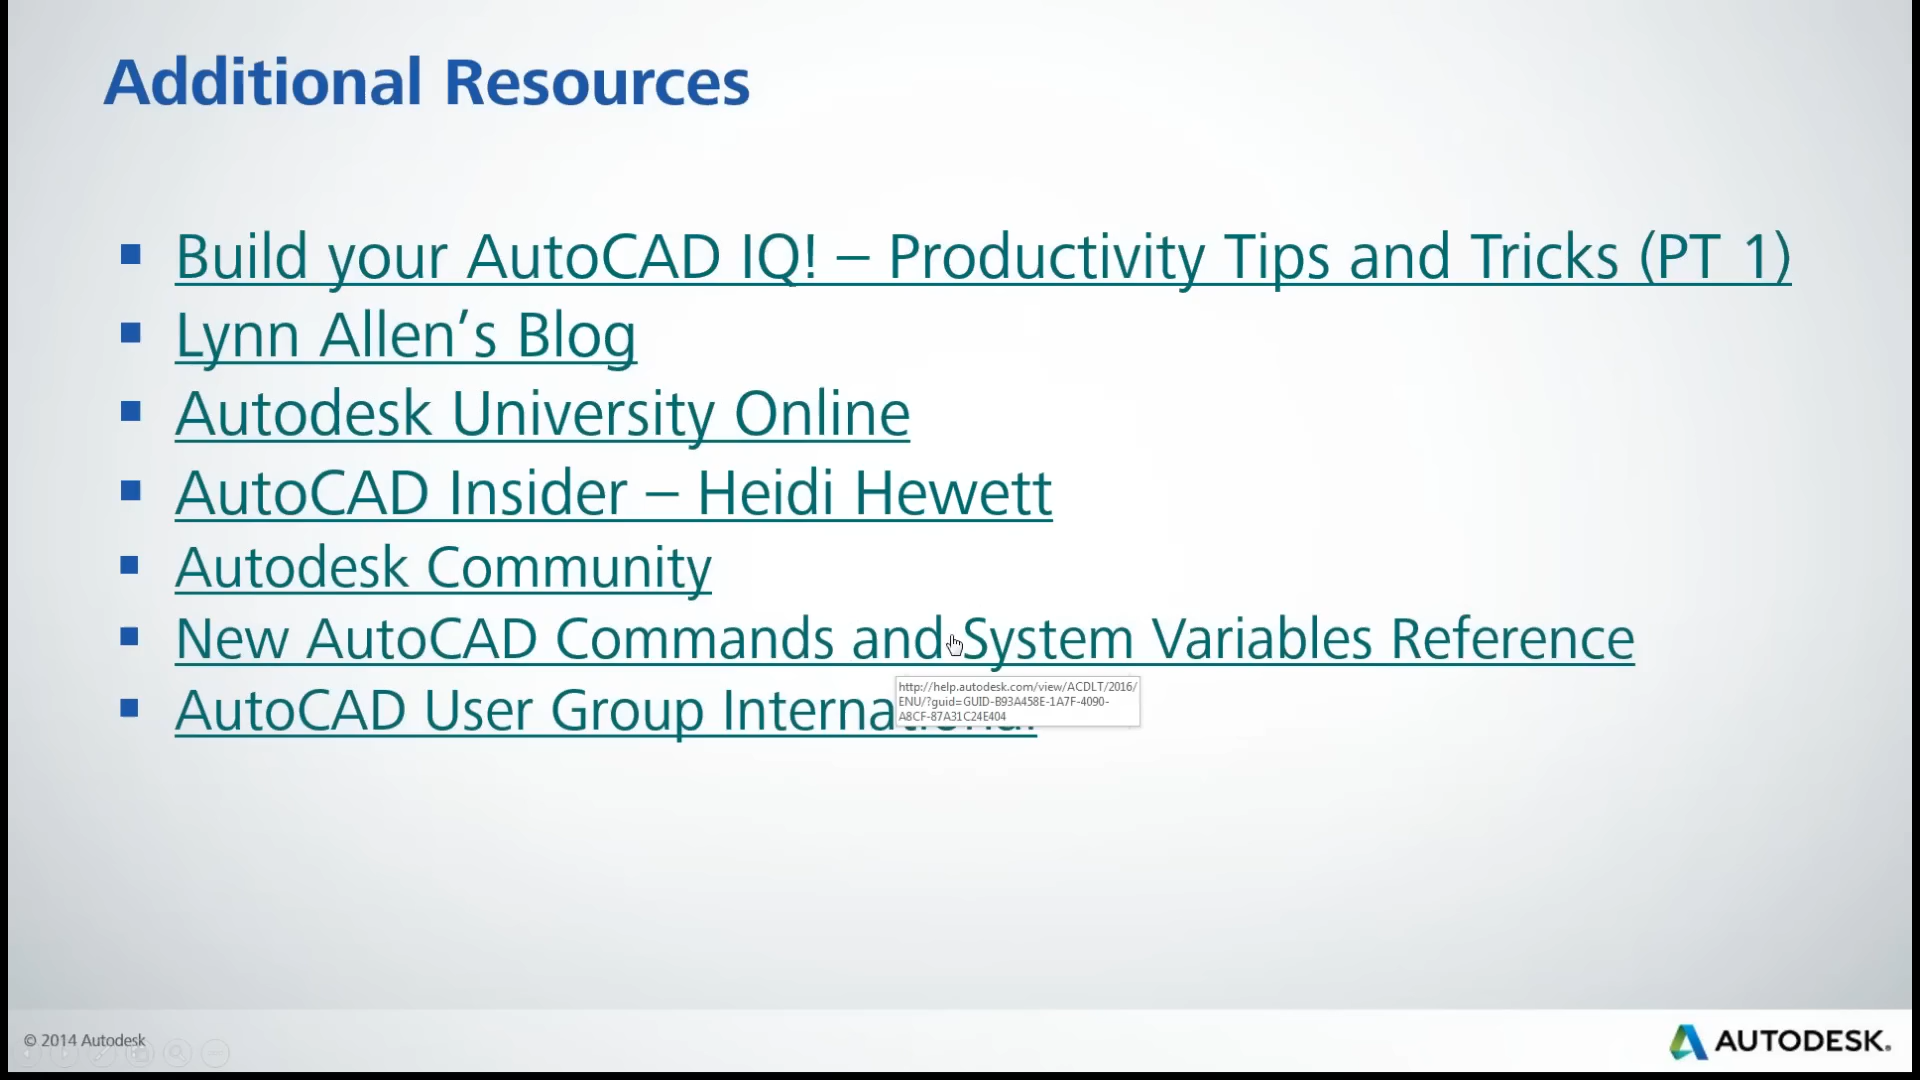 Additional Resources
Build your AutoCAD IQ! – Productivity Tips and Tricks (PT 1)
Lynn Allen’s Blog
Autodesk University Online
AutoCAD Insider – Heidi Hewett
Autodesk Community
New AutoCAD Commands and System Variables Reference
http://help.autodesk.com/view/ACDLT/2016/
ENU/?guid=GUID-B93A458E-1A7F-4090-
A8CF-87A31C24E404
AutoCAD User Group International
© 2014 Autodesk
AUTODESK.